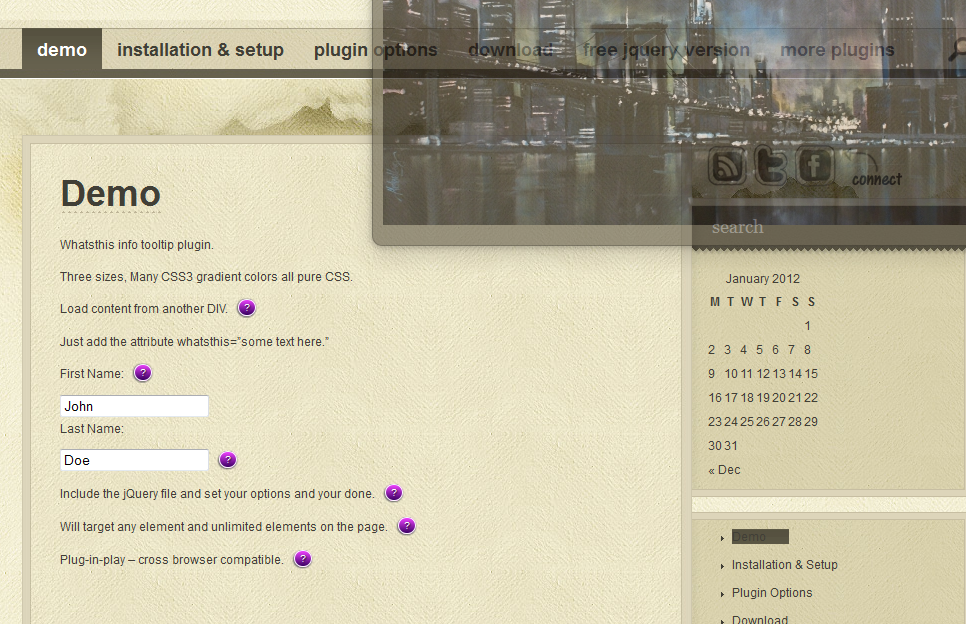 demo installation & setup plugin options download free jquery version more plugins
connect
search
Demo
Whatsthis info tooltip plugin.
Three sizes, Many CSS3 gradient colors all pure CSS.
Load content from another DIV. ?
Just add the attribute whatsthis="some text here."
First Name: ?
John
Last Name:
Doe ?
Include the jQuery file and set your options and your done. ?
Will target any element and unlimited elements on the page. ?
Plug-in-play – cross browser compatible. ?
January 2012
M T W T F S S
1
2 3 4 5 6 7 8
9 10 11 12 13 14 15
16 17 18 19 20 21 22
23 24 25 26 27 28 29
30 31
« Dec
Demo
Installation & Setup
Plugin Options
Download